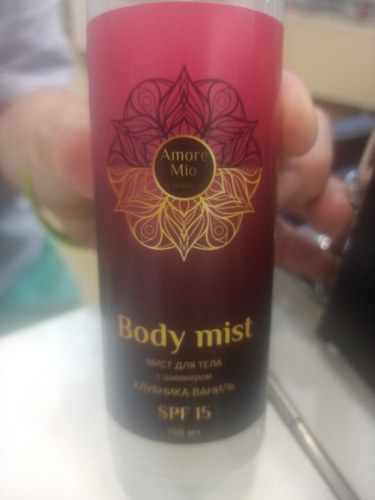 Amore
Mio
Body mist
МИСТ ДЛЯ ТЕЛА
с шиммером
КЛУБНИКА-ВАНИЛЬ
SPF 15
150 мл